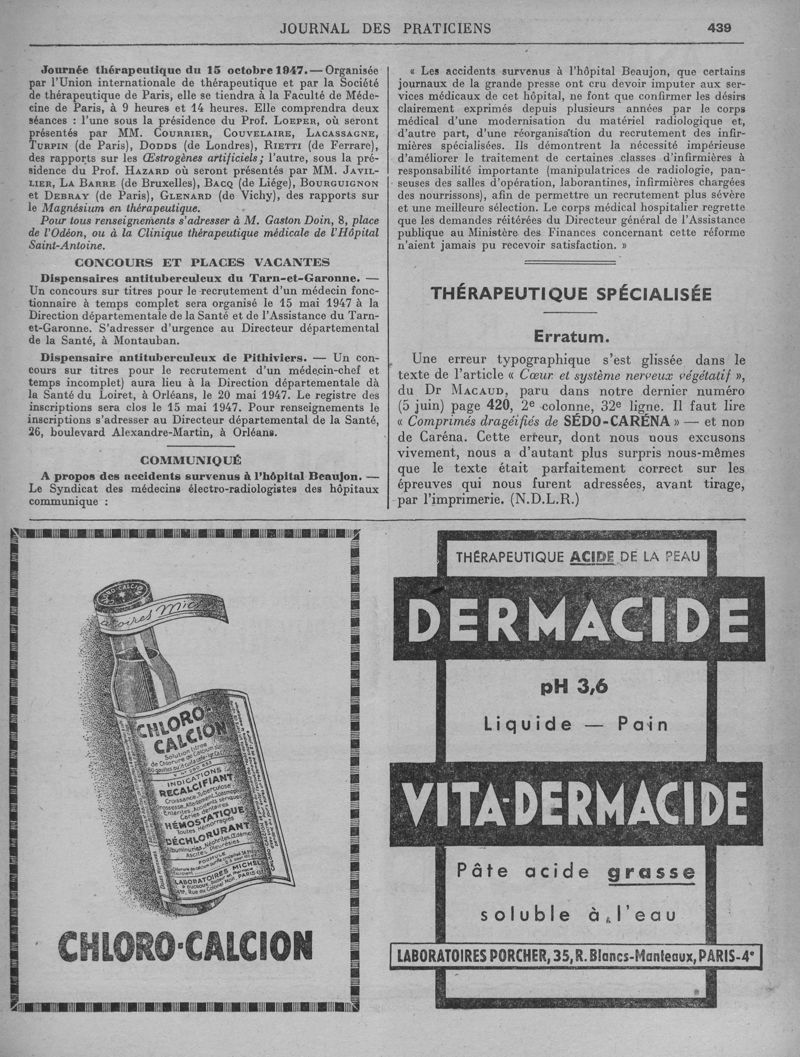 JOURNAL DES PRATICIENS 439
Journée thérapeutique du 15 octobre 1947. — Organisée
par l'Union internationale de thérapeutique et par la Société
de thérapeutique de Paris, elle se tiendra à la Faculté de Méde-
cine de Paris, à 9 heures et 14 heures. Elle comprendra deux
séances : l'une sous la présidence du Prof. LOEPER, où seront
présentés par MM. COURRIER, COUVELAIRE, LACASSAGNE,
TURPIN (de Paris), DODDS (de Londres), RIETTI (de Ferrare),
des rapports sur les Œstrogènes artificiels ; l'autre, sous la pré-
sidence du Prof. HAZARD où seront présentés par MM. JAVIL-
LIER, LA BARRE (de Bruxelles), BACQ (de Liége), BOURGUIGNON
et DEBRAY (de Paris), GLENARD (de Vichy), des rapports sur
le Magnésium en thérapeutique.
Pour tous renseignements s'adresser à M. Gaston Doin, 8, place
de l'Odéon, ou à la Clinique thérapeutique médicale de l'Hôpital
Saint-Antoine.
CONCOURS ET PLACES VACANTES
Dispensaires antituberculeux du Tarn-et-Garonne. —
Un concours sur titres pour le recrutement d'un médecin fonc-
tionnaire à temps complet sera organisé le 15 mai 1947 à la
Direction départementale de la Santé et de l'Assistance du Tarn-
et-Garonne. S'adresser d'urgence au Directeur départemental
de la Santé, à Montauban.
Dispensaire antituberculeux de Pithiviers. — Un con-
cours sur titres pour le recrutement d'un médecin-chef et
temps incomplet) aura lieu à la Direction départementale dà
la Santé du Loiret, à Orléans, le 20 mai 1947. Le registre des
inscriptions sera clos le 15 mai 1947. Pour renseignements le
inscriptions s'adresser au Directeur départemental de la Santé,
26, boulevard Alexandre-Martin, à Orléans.
COMMUNIQUÉ
A propos des accidents survenus à l'hôpital Beaujon. —
Le Syndicat des médecins électro-radiologistes des hôpitaux
communique :
« Les accidents survenus à l'hôpital Beaujon, que certains
journaux de la grande presse ont cru devoir imputer aux ser-
vices médicaux de cet hôpital, ne font que confirmer les désirs
clairement exprimés depuis plusieurs années par le corps
médical d'une modernisation du matériel radiologique et,
d'autre part, d'une réorganisation du recrutement des infir-
mières spécialisées. Ils démontrent la nécessité impérieuse
d'améliorer le traitement de certaines classes d'infirmières à
responsabilité importante (manipulatrices de radiologie, pan-
seuses des salles d'opération, laborantines, infirmières chargées
des nourrissons), afin de permettre un recrutement plus sévère
et une meilleure sélection. Le corps médical hospitalier regrette
que les demandes réitérées du Directeur général de l'Assistance
publique au Ministère des Finances concernant cette réforme
n'aient jamais pu recevoir satisfaction. »
THÉRAPEUTIQUE SPÉCIALISÉE
Erratum.
Une erreur typographique s'est glissée dans le
texte de l'article « Cœur et système nerveux végétatif »,
du Dr MACAUD, paru dans notre dernier numéro
(5 juin) page 420, 2e colonne, 32e ligne. Il faut lire
« Comprimés dragéifiés de SÉDO-CARÉNA » — et non
de Caréna. Cette erreur, dont nous nous excusons
vivement, nous a d'autant plus surpris nous-mêmes
que le texte était parfaitement correct sur les
épreuves qui nous furent adressées, avant tirage,
par l'imprimerie. (N.D.L.R.)
CHLORO-
CALCION
Solution titrée
de Chlorure de Calcium
INDICATIONS
RECALCIFIANT
Croissance, Tuberculose
Grossesse, Allaitement
Entérites, Accidents sériques
Caries dentaires
HÉMOSTATIQUE
toutes hémorragies
DÉCHLORURANT
Albuminuries, Néphrites, Œdèmes
Ascites, Pleurésies
FORMULE
LABORATOIRES MICHELS
CHLORO-CALCION
THÉRAPEUTIQUE ACIDE DE LA PEAU
DERMACIDE
pH 3,6
Liquide — Pain
VITA-DERMACIDE
Pâte acide grasse
soluble à l'eau
LABORATOIRES PORCHER, 35, R. Blancs-Manteaux, PARIS-4e